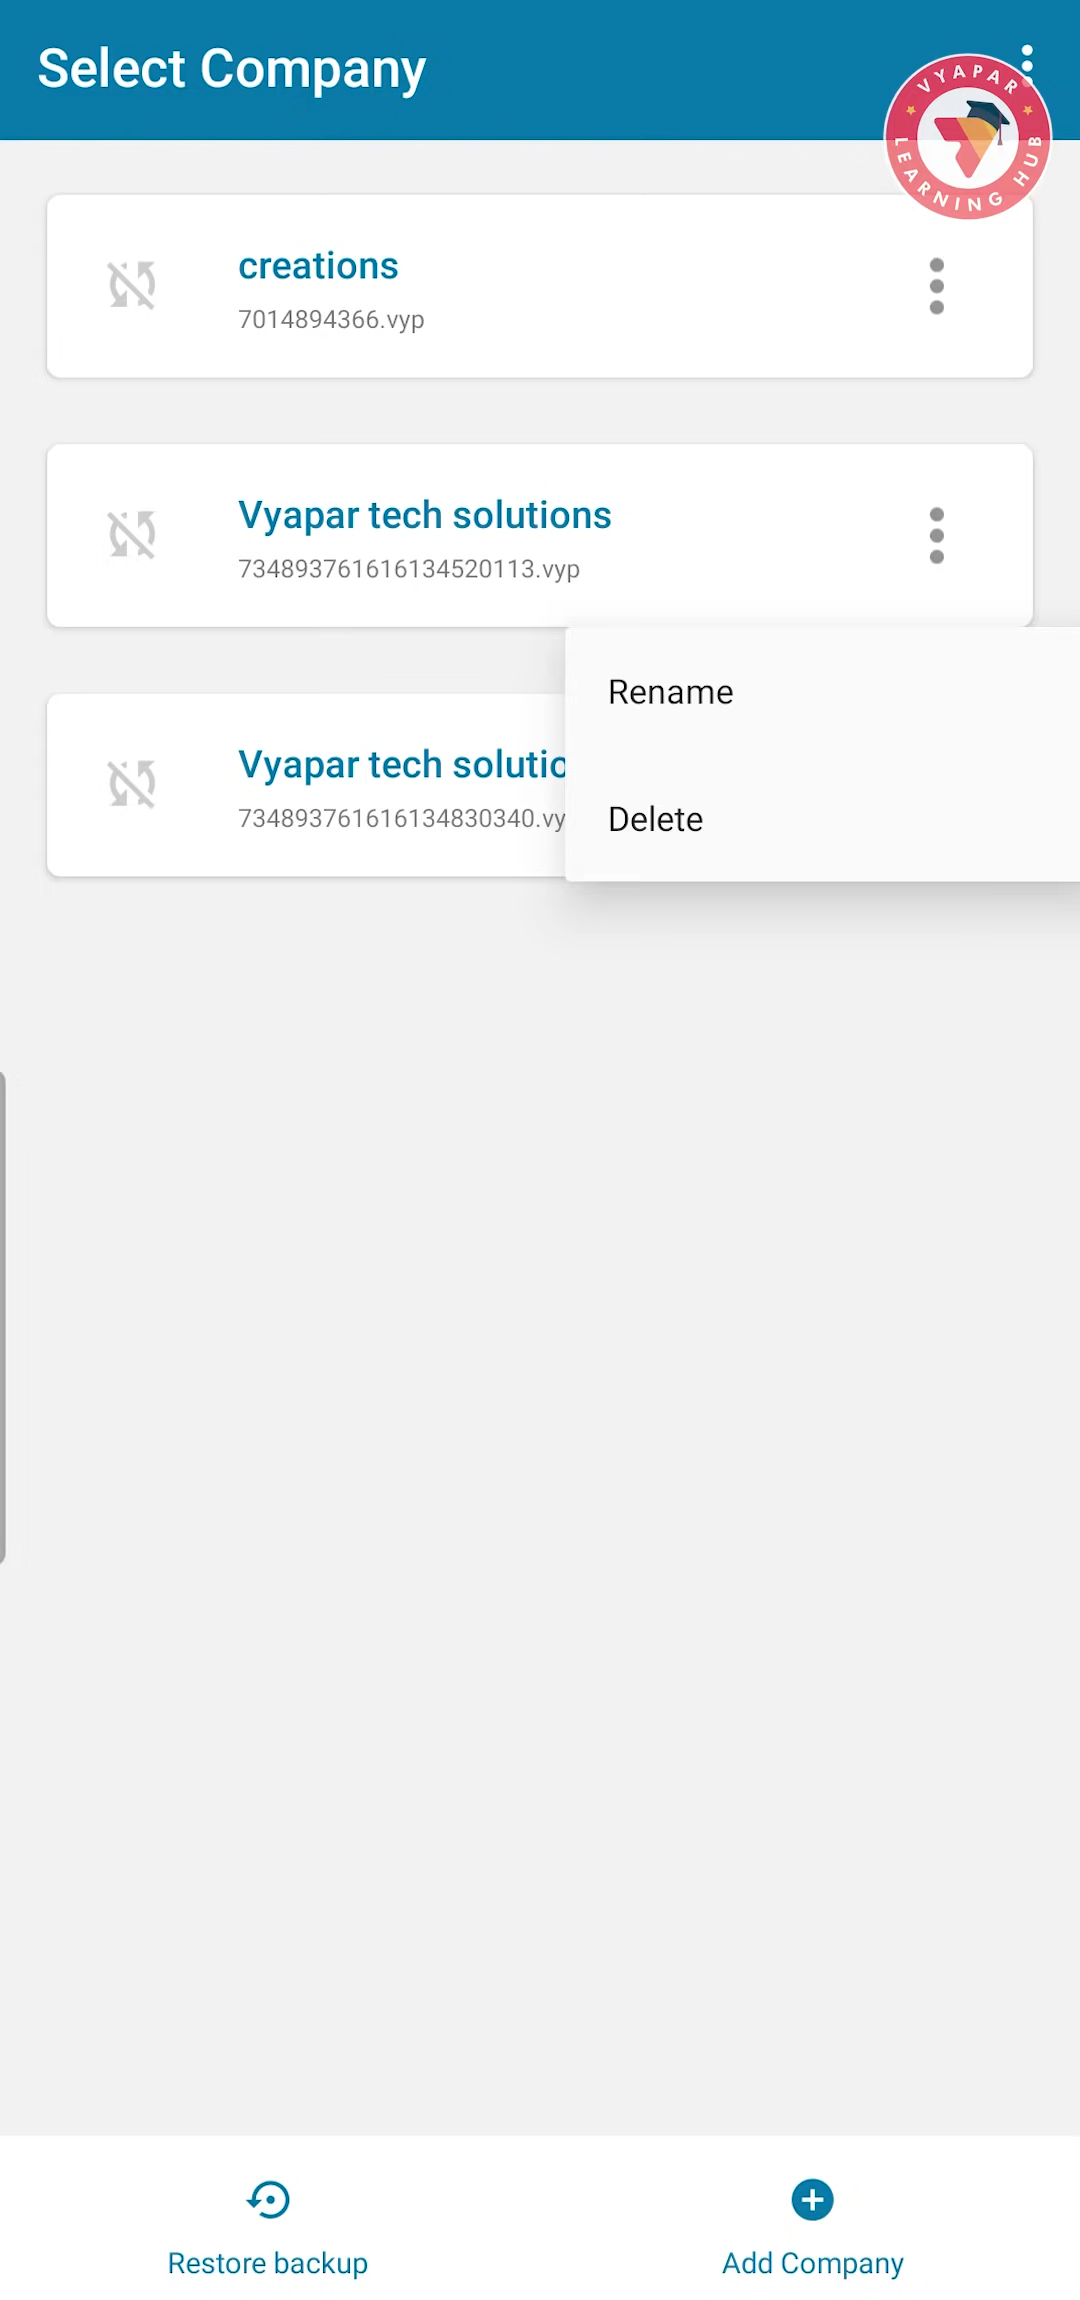 Select Company
VYAPAR
LEARNING HUB
creations
7014894366.vyp
Vyapar tech solutions
734893761616134520113.vyp
Rename
Vyapar tech solutio
734893761616134830340.vy
Delete
Restore backup
Add Company